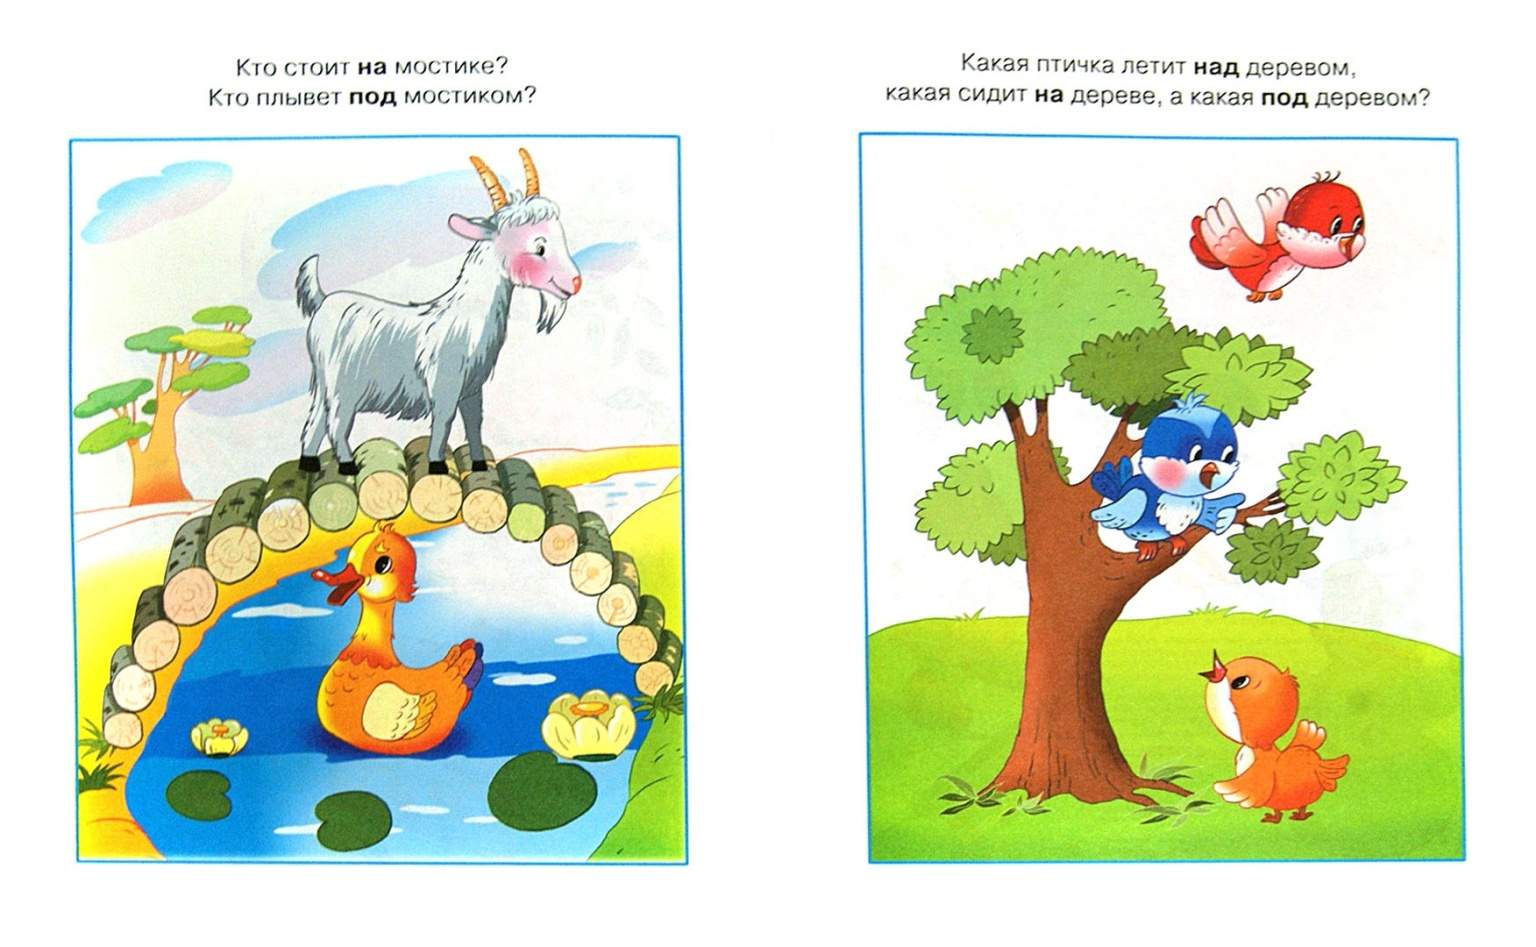 Кто стоит на мостике?
Кто плывет под мостиком?
Какая птичка летит над деревом,
какая сидит на дереве, а какая под деревом?